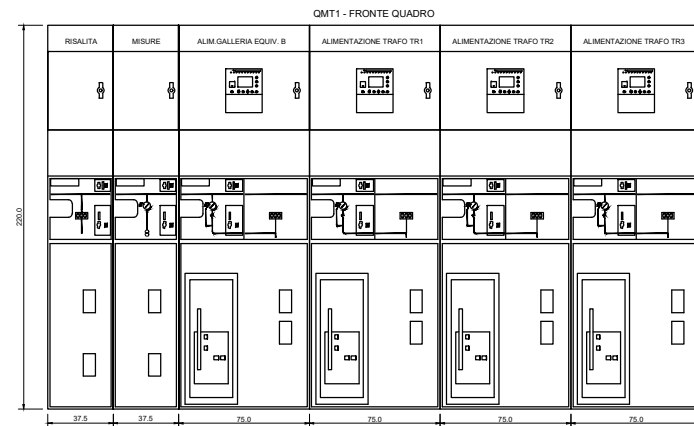 QMT1 - FRONTE QUADRO
RISALITA
MISURE
ALIM.GALLERIA EQUIV. B
ALIMENTAZIONE TRAFO TR1
ALIMENTAZIONE TRAFO TR2
ALIMENTAZIONE TRAFO TR3
220.0
37.5
37.5
75.0
75.0
75.0
75.0